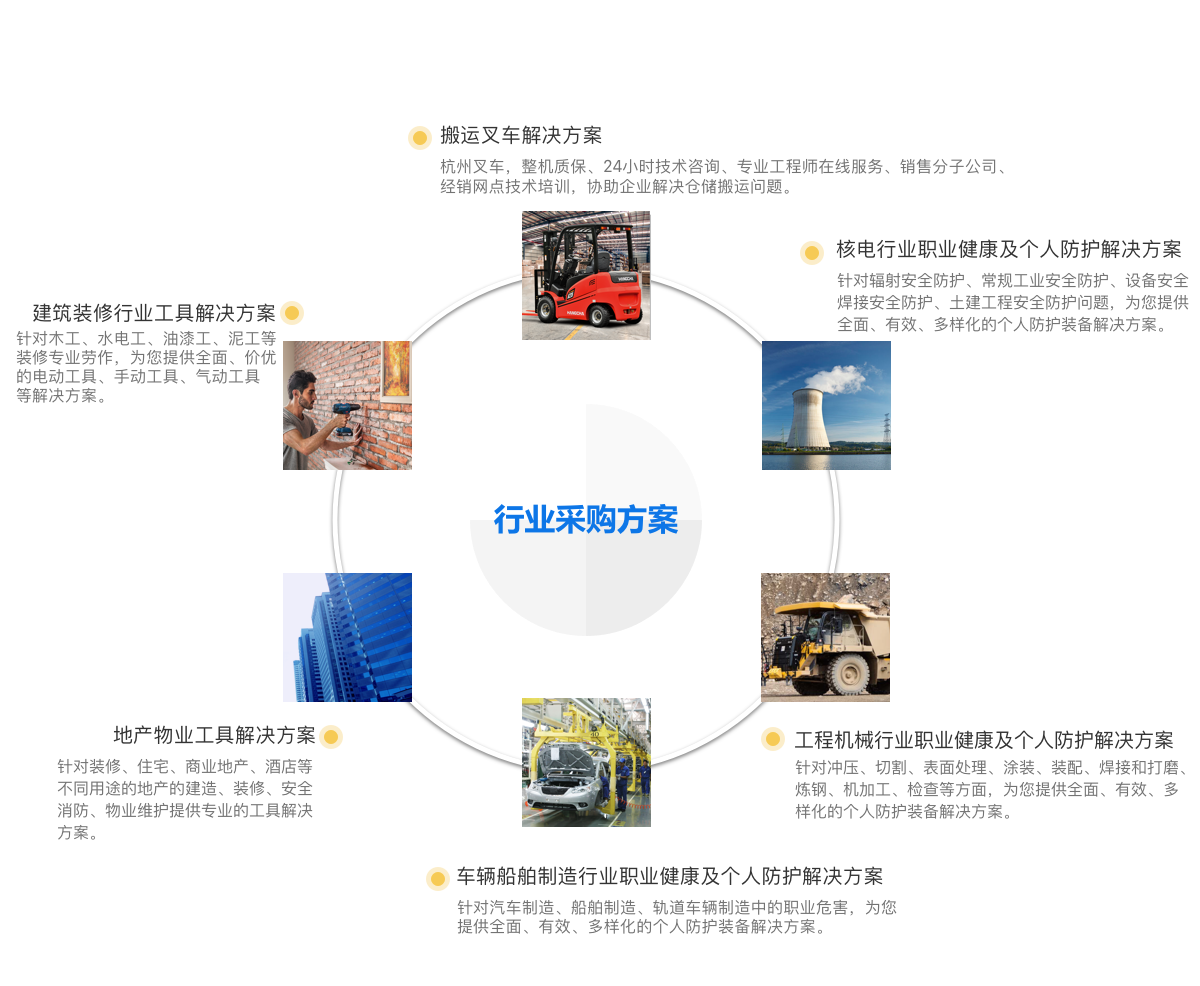 搬运叉车解决方案
杭州叉车，整机质保、24小时技术咨询、专业工程师在线服务、销售分子公司、
经销网点技术培训，协助企业解决仓储搬运问题。
核电行业职业健康及个人防护解决方案
针对辐射安全防护、常规工业安全防护、设备安全
焊接安全防护、土建工程安全防护问题，为您提供
全面、有效、多样化的个人防护装备解决方案。
建筑装修行业工具解决方案
针对木工、水电工、油漆工、泥工等
装修专业劳作，为您提供全面、价优
的电动工具、手动工具、气动工具
等解决方案。
行业采购方案
地产物业工具解决方案
针对装修、住宅、商业地产、酒店等
不同用途的地产的建造、装修、安全
消防、物业维护提供专业的工具解决
方案。
工程机械行业职业健康及个人防护解决方案
针对冲压、切割、表面处理、涂装、装配、焊接和打磨、
炼钢、机加工、检查等方面，为您提供全面、有效、多
样化的个人防护装备解决方案。
车辆船舶制造行业职业健康及个人防护解决方案
针对汽车制造、船舶制造、轨道车辆制造中的职业危害，为您
提供全面、有效、多样化的个人防护装备解决方案。